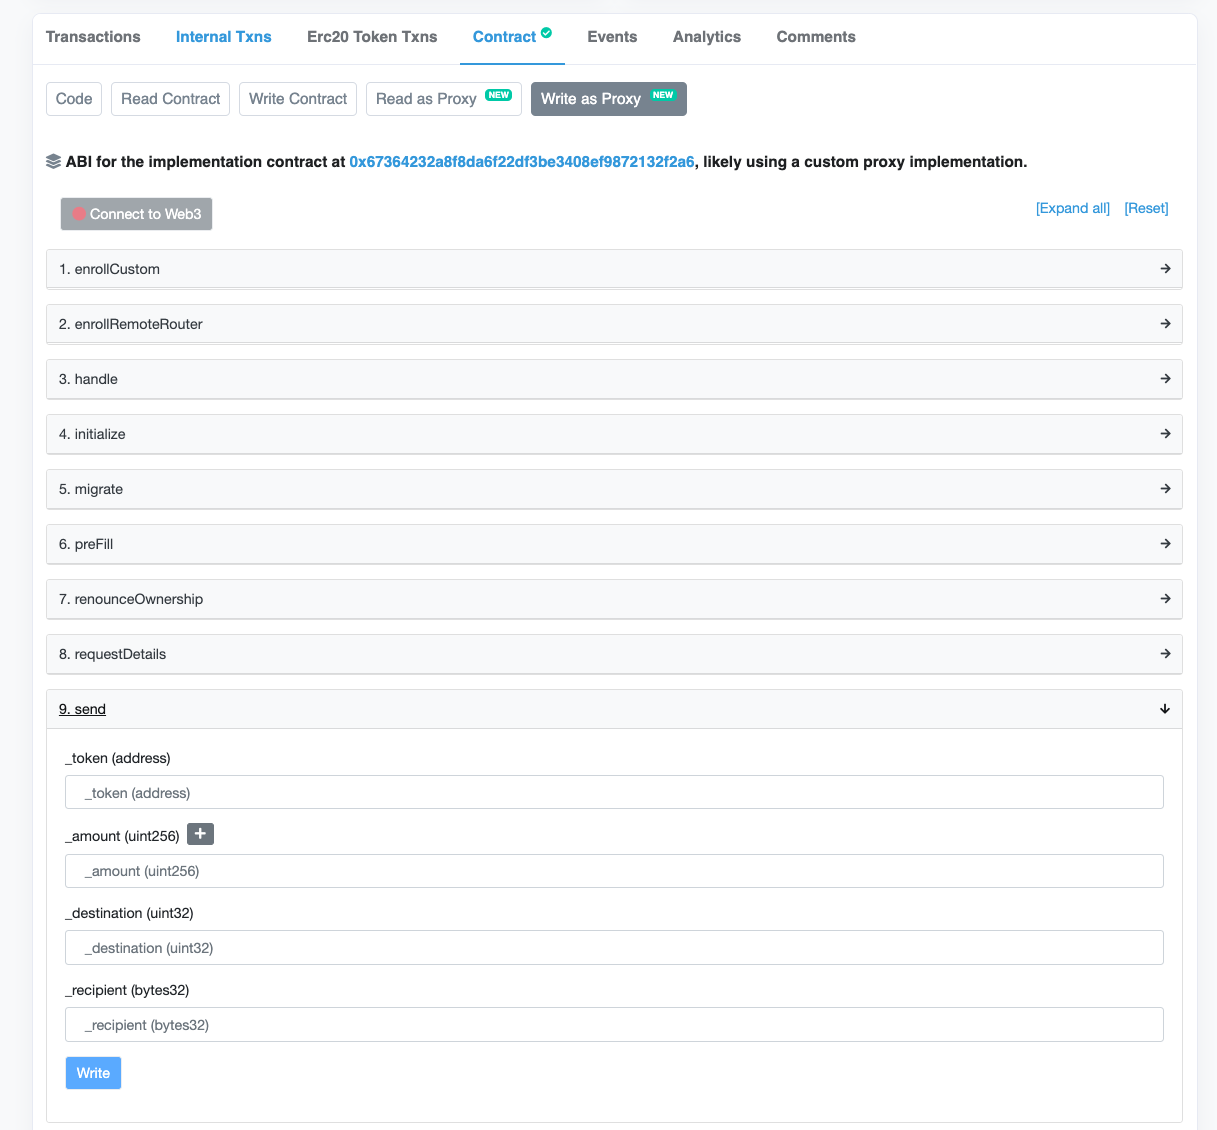 Transactions Internal Txns Erc20 Token Txns Contract Events Analytics Comments
Code Read Contract Write Contract Read as Proxy NEW Write as Proxy NEW
ABI for the implementation contract at 0x67364232a8f8da6f22df3be3408ef9872132f2a6, likely using a custom proxy implementation.
Connect to Web3 [Expand all] [Reset]
1. enrollCustom
2. enrollRemoteRouter
3. handle
4. initialize
5. migrate
6. preFill
7. renounceOwnership
8. requestDetails
9. send
_token (address)
_token (address)
_amount (uint256) +
_amount (uint256)
_destination (uint32)
_destination (uint32)
_recipient (bytes32)
_recipient (bytes32)
Write